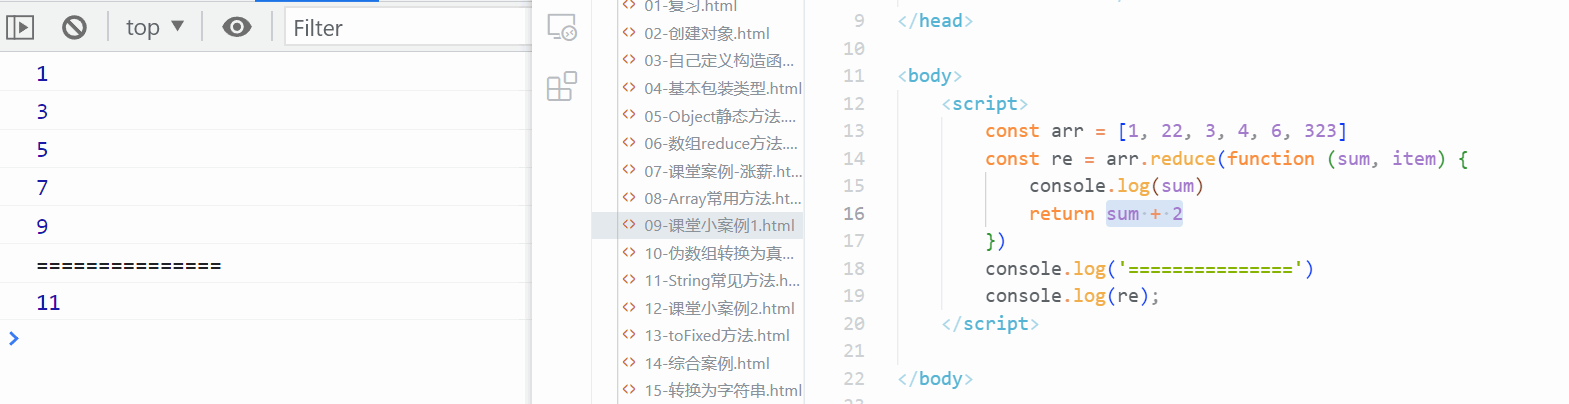 top
Filter
1
3
5
7
9
===============
11
01-复习.html
02-创建对象.html
03-自己定义构造函...
04-基本包装类型.html
05-Object静态方法....
06-数组reduce方法....
07-课堂案例-涨薪.ht...
08-Array常用方法.ht...
09-课堂小案例1.html
10-伪数组转换为真...
11-String常见方法.h...
12-课堂小案例2.html
13-toFixed方法.html
14-综合案例.html
15-转换为字符串.html
9 </head>
10
11 <body>
12 <script>
13 const arr = [1, 22, 3, 4, 6, 323]
14 const re = arr.reduce(function (sum, item) {
15 console.log(sum)
16 return sum + 2
17 })
18 console.log('===============')
19 console.log(re);
20 </script>
21
22 </body>
23